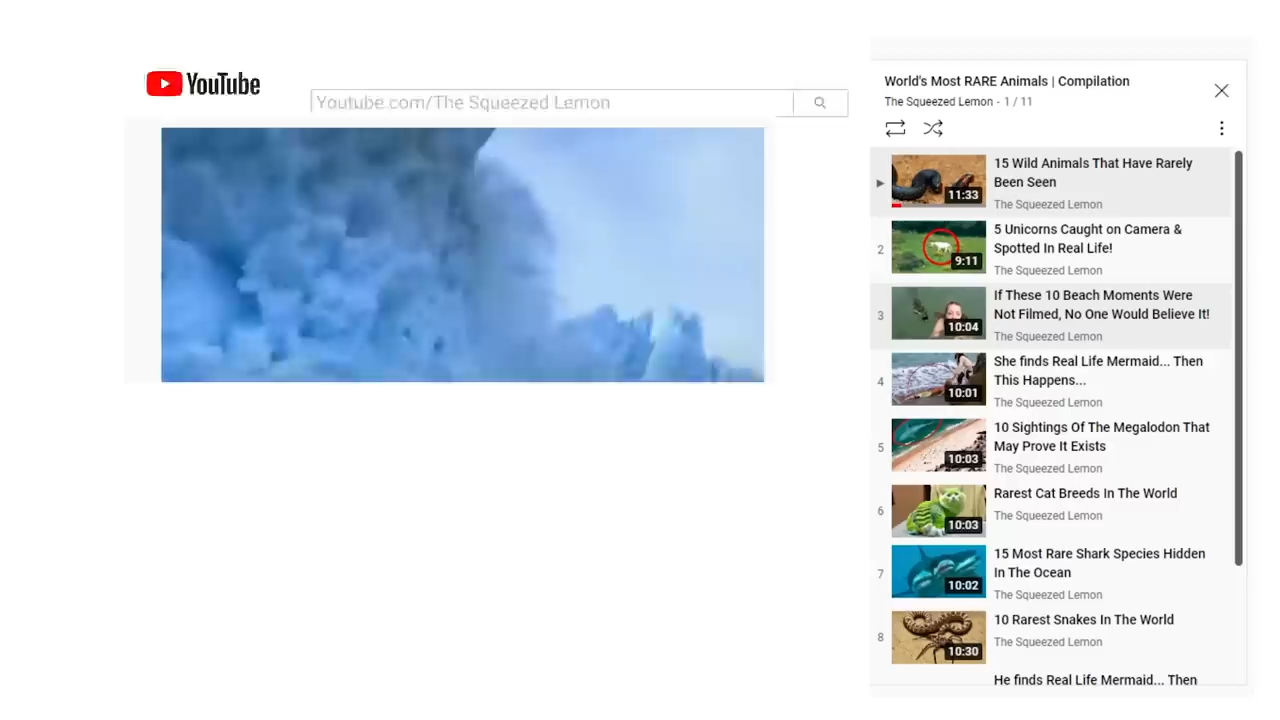 YouTube
Youtube.com/The Squeezed Lemon
World's Most RARE Animals | Compilation
The Squeezed Lemon - 1 / 11
15 Wild Animals That Have Rarely
Been Seen
11:33
The Squeezed Lemon
2
5 Unicorns Caught on Camera &
Spotted In Real Life!
9:11
The Squeezed Lemon
3
If These 10 Beach Moments Were
Not Filmed, No One Would Believe It!
10:04
The Squeezed Lemon
4
She finds Real Life Mermaid... Then
This Happens...
10:01
The Squeezed Lemon
5
10 Sightings Of The Megalodon That
May Prove It Exists
10:03
The Squeezed Lemon
6
Rarest Cat Breeds In The World
10:03
The Squeezed Lemon
7
15 Most Rare Shark Species Hidden
In The Ocean
10:02
The Squeezed Lemon
8
10 Rarest Snakes In The World
10:30
The Squeezed Lemon
He finds Real Life Mermaid... Then